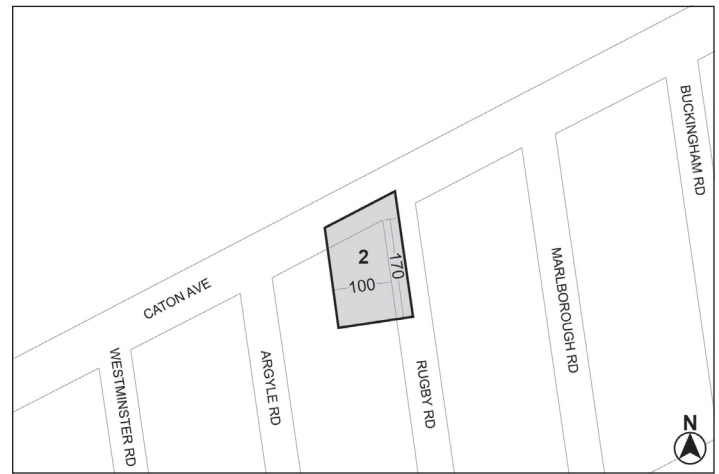 BUCKINGHAM RD
MARLBOROUGH RD
2
170
100
CATON AVE
WESTMINSTER RD
ARGYLE RD
RUGBY RD
N